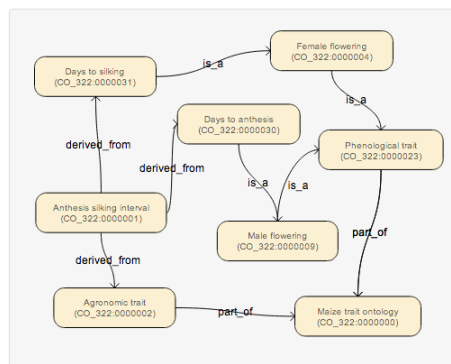 Female flowering
(CO_322:0000004)
is_a
Days to silking
(CO_322:0000031)
is_a
Days to anthesis
(CO_322:0000030)
derived_from
derived_from
Phenological trait
(CO_322:0000023)
is_a
is_a
Anthesis silking interval
(CO_322:0000001)
Male flowering
(CO_322:0000009)
part_of
derived_from
Agronomic trait
(CO_322:0000002)
part_of
Maize trait ontology
(CO_322:0000000)